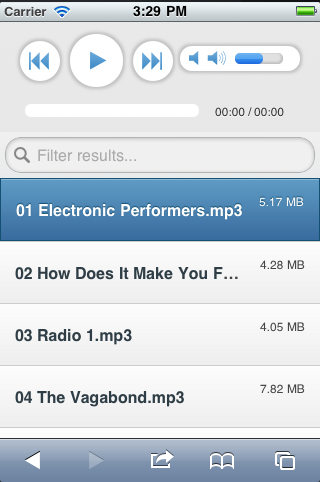 Carrier 3:29 PM
00:00 / 00:00
Filter results...
01 Electronic Performers.mp3 5.17 MB
02 How Does It Make You F... 4.28 MB
03 Radio 1.mp3 4.05 MB
04 The Vagabond.mp3 7.82 MB